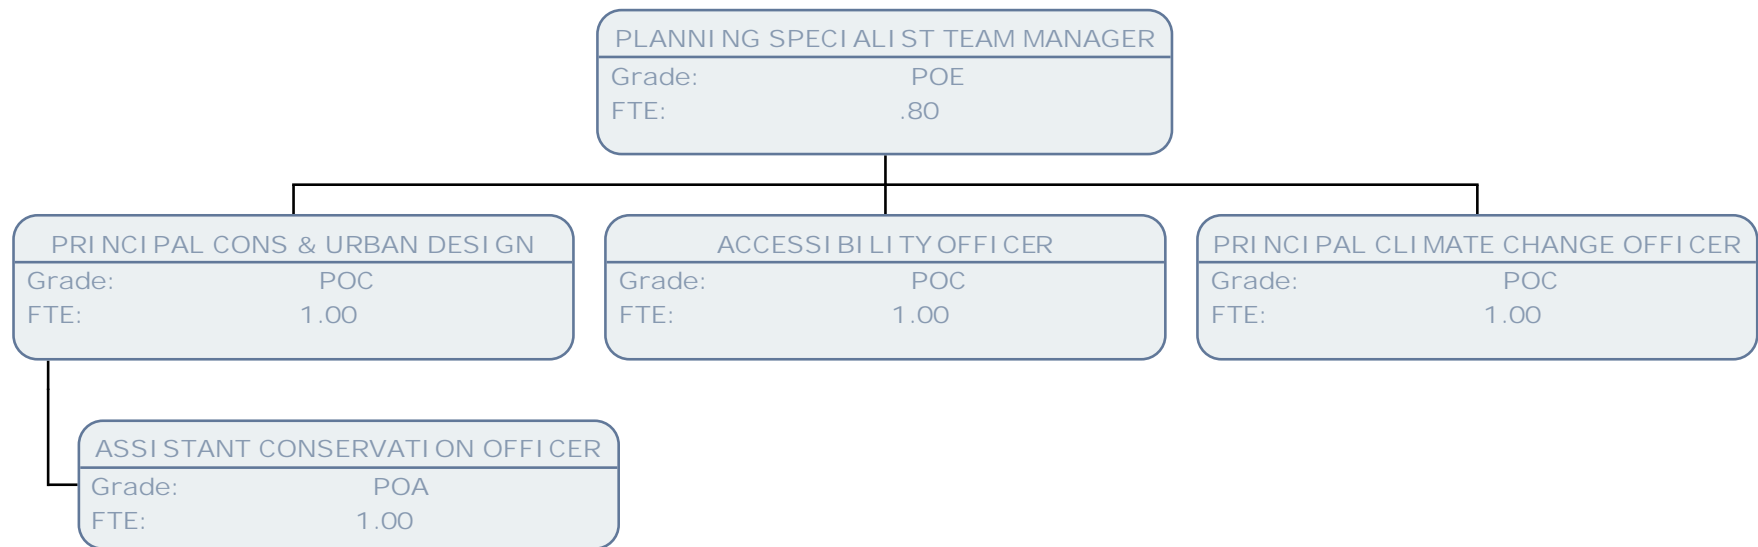 PLANNING SPECIALIST TEAM MANAGER
Grade: POE
FTE: .80
PRINCIPAL CONS & URBAN DESIGN
Grade: POC
FTE: 1.00
ACCESSIBILITY OFFICER
Grade: POC
FTE: 1.00
PRINCIPAL CLIMATE CHANGE OFFICER
Grade: POC
FTE: 1.00
ASSISTANT CONSERVATION OFFICER
Grade: POA
FTE: 1.00